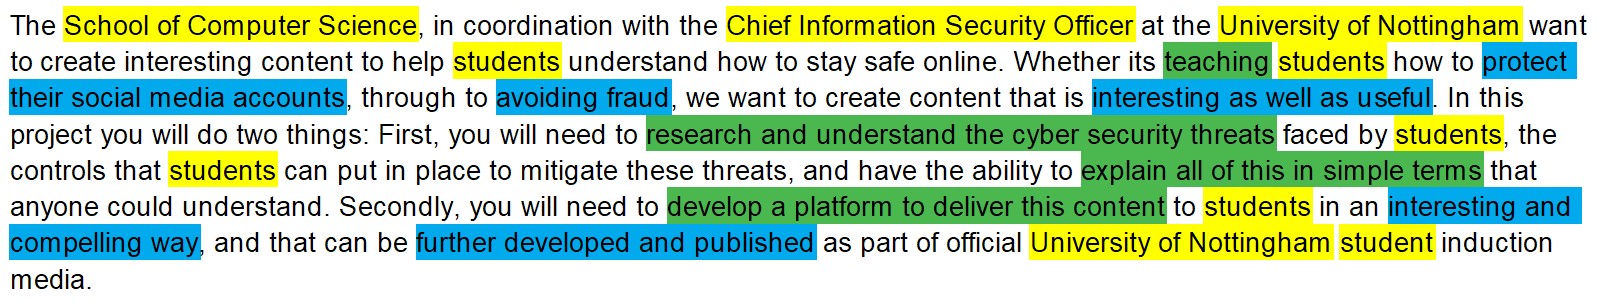 The School of Computer Science, in coordination with the Chief Information Security Officer at the University of Nottingham want
to create interesting content to help students understand how to stay safe online. Whether its teaching students how to protect
their social media accounts, through to avoiding fraud, we want to create content that is interesting as well as useful. In this
project you will do two things: First, you will need to research and understand the cyber security threats faced by students, the
controls that students can put in place to mitigate these threats, and have the ability to explain all of this in simple terms that
anyone could understand. Secondly, you will need to develop a platform to deliver this content to students in an interesting and
compelling way, and that can be further developed and published as part of official University of Nottingham student induction
media.